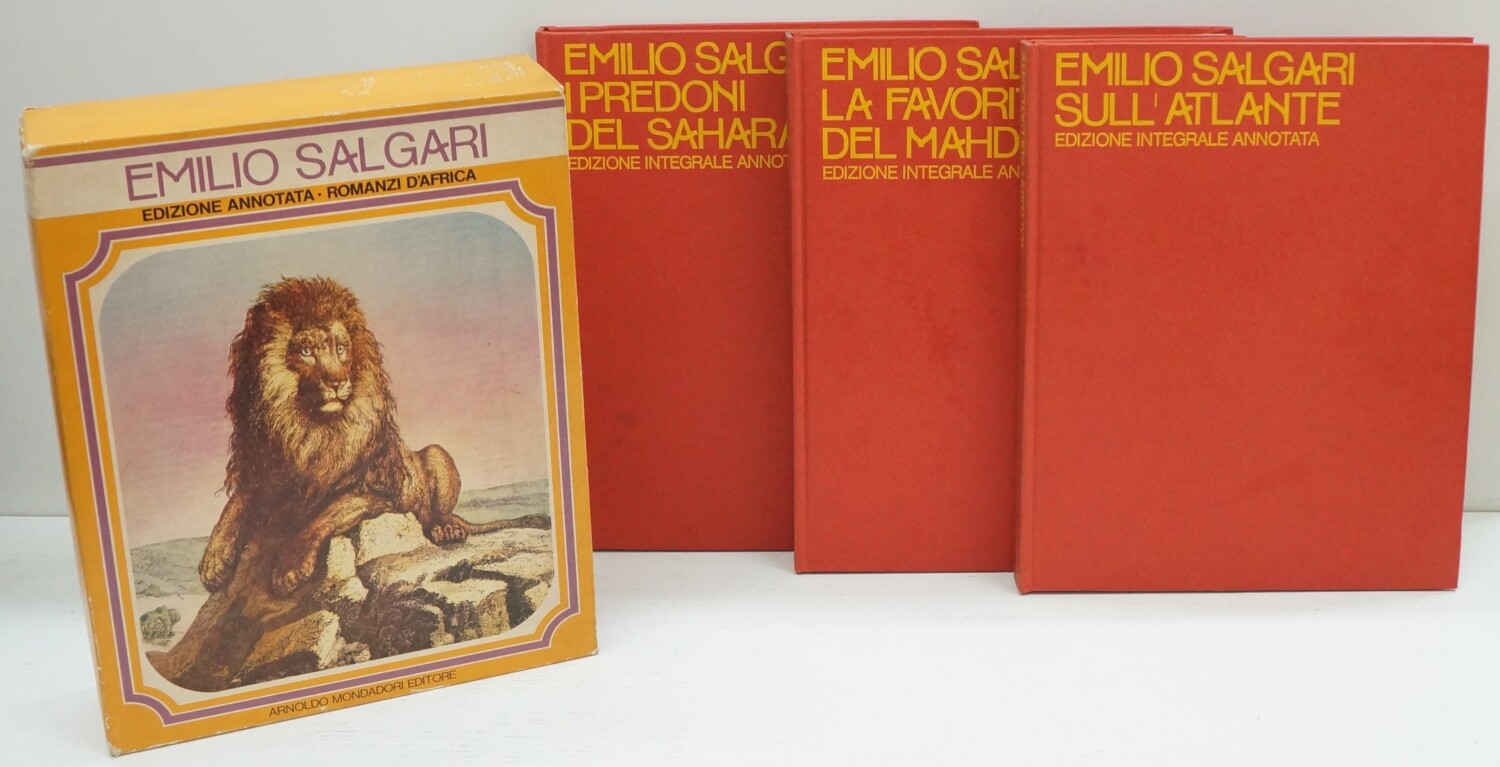 EMILIO SALGARI
EDIZIONE ANNOTATA · ROMANZI D'AFRICA
ARNOLDO MONDADORI EDITORE
EMILIO SALG
I PREDONI
DEL SAHARA
EDIZIONE INTEGRALE ANNOT
EMILIO SAL
LA FAVORIT
DEL MAHD
EDIZIONE INTEGRALE AN
EMILIO SALGARI
SULL'ATLANTE
EDIZIONE INTEGRALE ANNOTATA